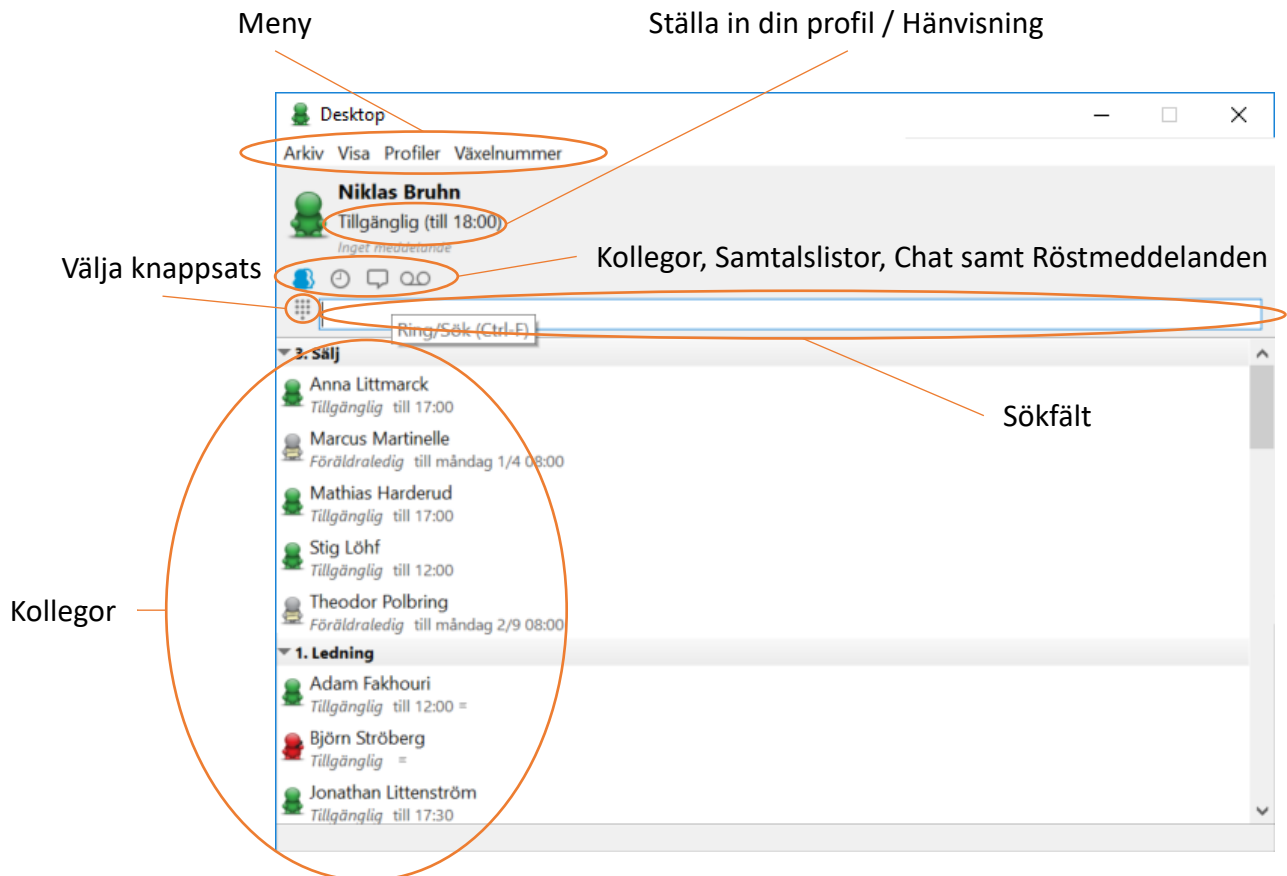 Meny
Ställa in din profil / Hänvisning
Desktop
Arkiv Visa Profiler Växelnummer
Niklas Bruhn
Tillgänglig (till 18:00)
Inget meddelande
Välja knappsats
Kollegor, Samtalslistor, Chat samt Röstmeddelanden
Ring/Sök (Ctrl-F)
3. Sälj
Anna Littmarck
Tillgänglig till 17:00
Sökfält
Marcus Martinelle
Föräldraledig till måndag 1/4 08:00
Mathias Harderud
Tillgänglig till 17:00
Stig Löhf
Tillgänglig till 12:00
Kollegor
Theodor Polbring
Föräldraledig till måndag 2/9 08:00
1. Ledning
Adam Fakhouri
Tillgänglig till 12:00 =
Björn Ströberg
Tillgänglig =
Jonathan Littenström
Tillgänglig till 17:30